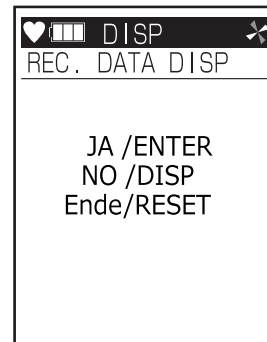 DISP
REC. DATA DISP
JA /ENTER
NO /DISP
Ende/RESET